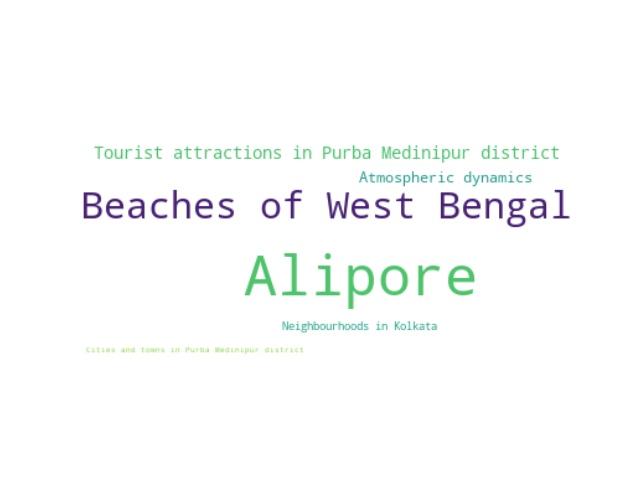 Tourist attractions in Purba Medinipur district
Atmospheric dynamics
Beaches of West Bengal
Alipore
Neighbourhoods in Kolkata
Cities and towns in Purba Medinipur district